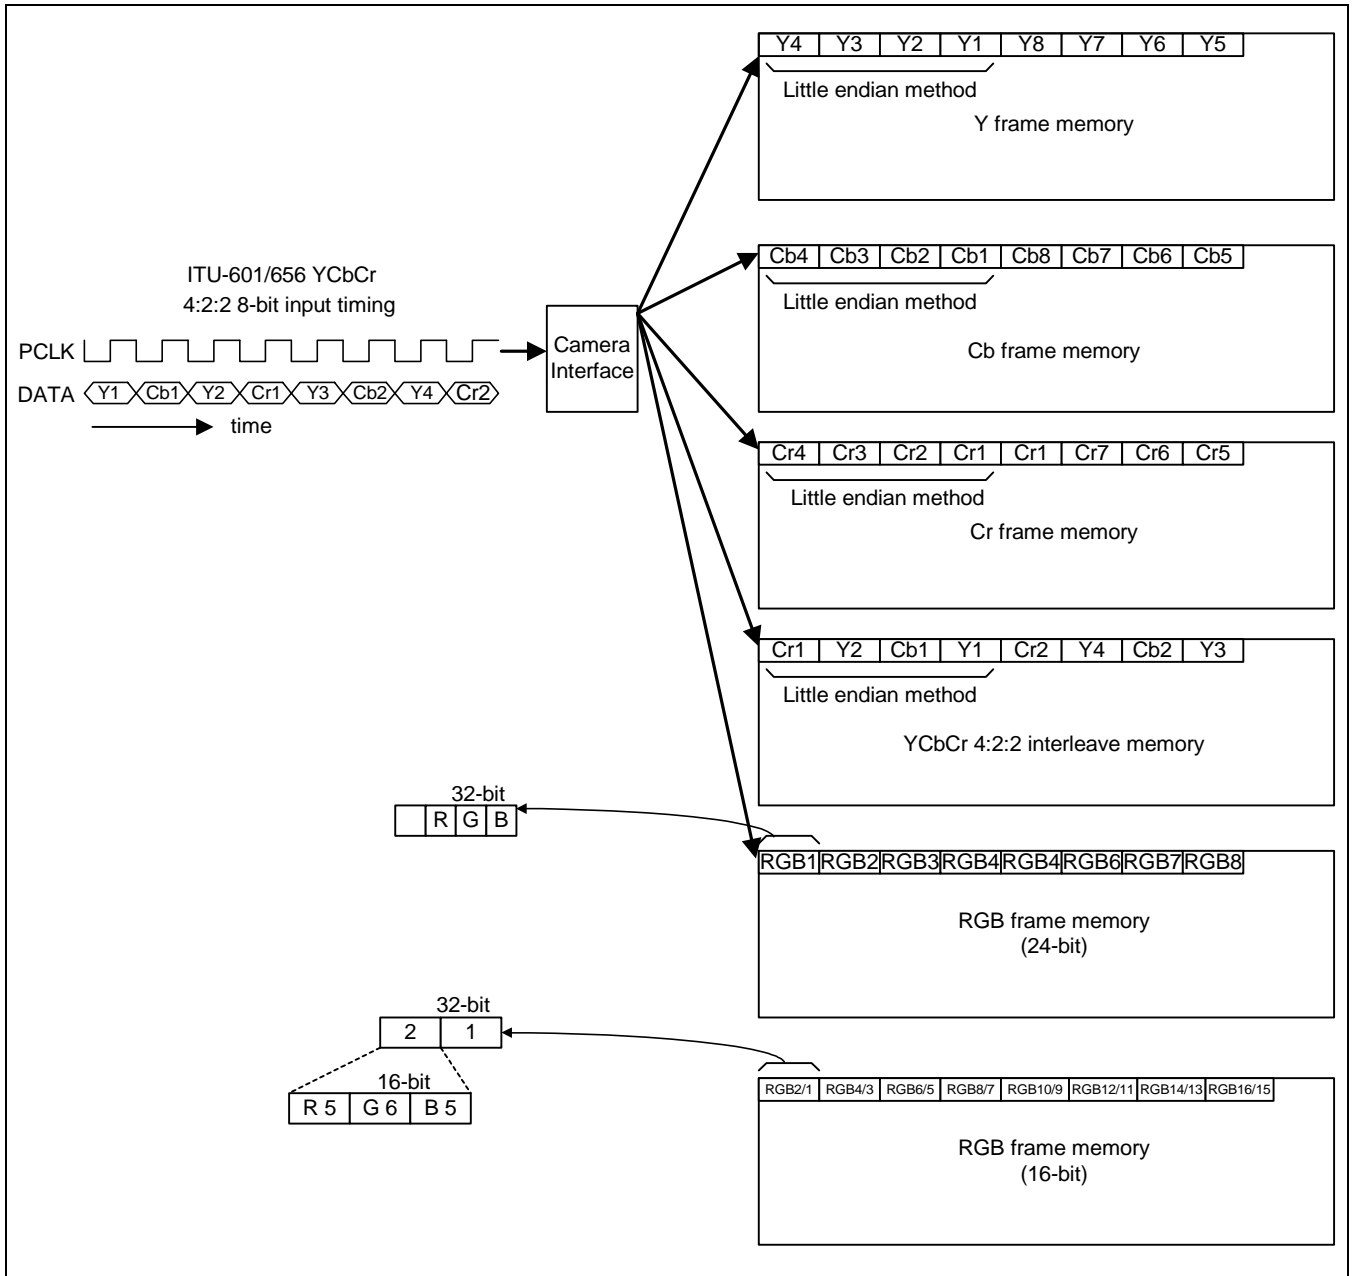 Y4 Y3 Y2 Y1 Y8 Y7 Y6 Y5
Little endian method
Y frame memory
Cb4 Cb3 Cb2 Cb1 Cb8 Cb7 Cb6 Cb5
Little endian method
Cb frame memory
ITU-601/656 YCbCr
4:2:2 8-bit input timing
PCLK
DATA Y1 Cb1 Y2 Cr1 Y3 Cb2 Y4 Cr2
time
Camera
Interface
Cr4 Cr3 Cr2 Cr1 Cr1 Cr7 Cr6 Cr5
Little endian method
Cr frame memory
Cr1 Y2 Cb1 Y1 Cr2 Y4 Cb2 Y3
Little endian method
YCbCr 4:2:2 interleave memory
32-bit
R G B
RGB1 RGB2 RGB3 RGB4 RGB4 RGB6 RGB7 RGB8
RGB frame memory
(24-bit)
32-bit
2 1
16-bit
R 5 G 6 B 5
RGB2/1 RGB4/3 RGB6/5 RGB8/7 RGB10/9 RGB12/11 RGB14/13 RGB16/15
RGB frame memory
(16-bit)